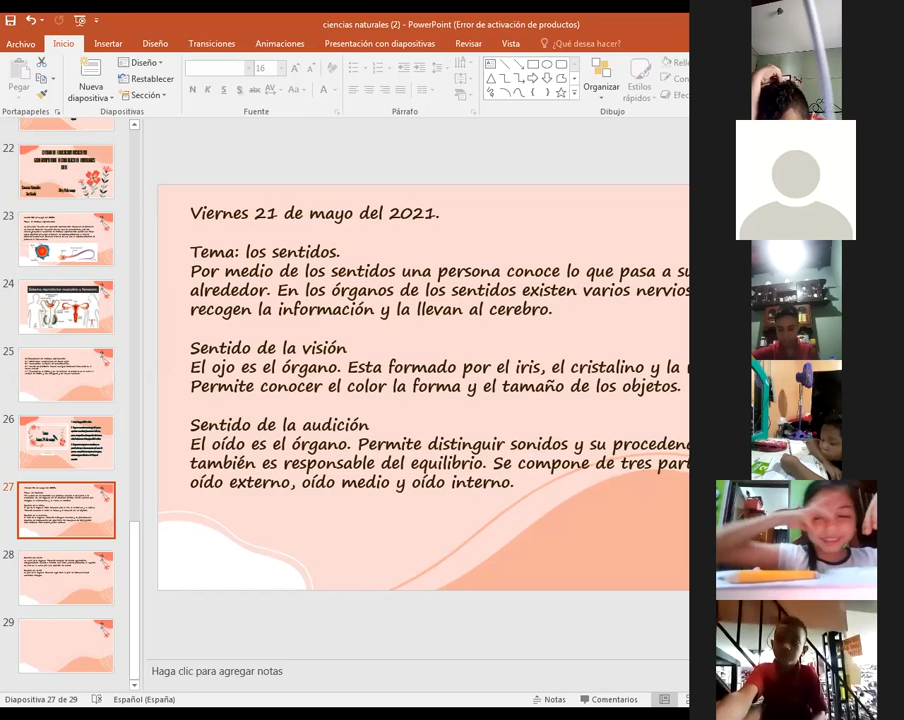 ciencias naturales (2) - PowerPoint (Error de activación de productos)
Archivo Inicio Insertar Diseño Transiciones Animaciones Presentación con diapositivas Revisar Vista ¿Qué desea hacer?
Pegar
Nueva diapositiva
Diseño
Restablecer
Sección
16
N K S abc AV Aa A
Organizar
Estilos rápidos
Portapapeles Diapositivas Fuente Párrafo Dibujo
22
23
24
25
26
27
28
29
Viernes 21 de mayo del 2021.
Tema: los sentidos.
Por medio de los sentidos una persona conoce lo que pasa a su
alrededor. En los órganos de los sentidos existen varios nervios
recogen la información y la llevan al cerebro.
Sentido de la visión
El ojo es el órgano. Esta formado por el iris, el cristalino y la
Permite conocer el color la forma y el tamaño de los objetos.
Sentido de la audición
El oído es el órgano. Permite distinguir sonidos y su proceden
también es responsable del equilibrio. Se compone de tres part
oído externo, oído medio y oído interno.
Haga clic para agregar notas
Diapositiva 27 de 29 Español (España) Notas Comentarios